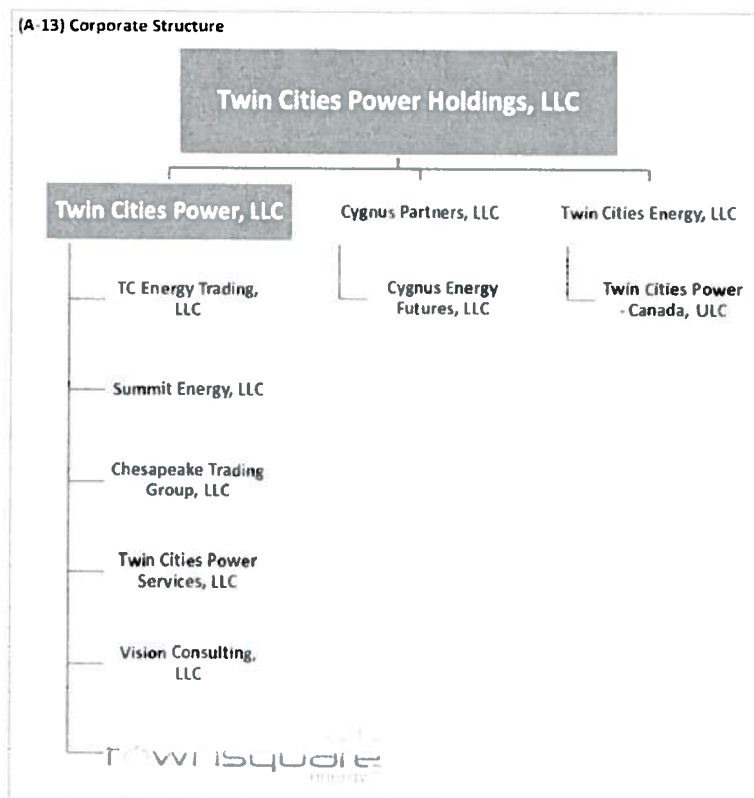 (A-13) Corporate Structure
Twin Cities Power Holdings, LLC
Twin Cities Power, LLC
Cygnus Partners, LLC
Twin Cities Energy, LLC
TC Energy Trading,
LLC
Cygnus Energy
Futures, LLC
Twin Cities Power
- Canada, ULC
Summit Energy, LLC
Chesapeake Trading
Group, LLC
Twin Cities Power
Services, LLC
Vision Consulting,
LLC
Townsquare
energy